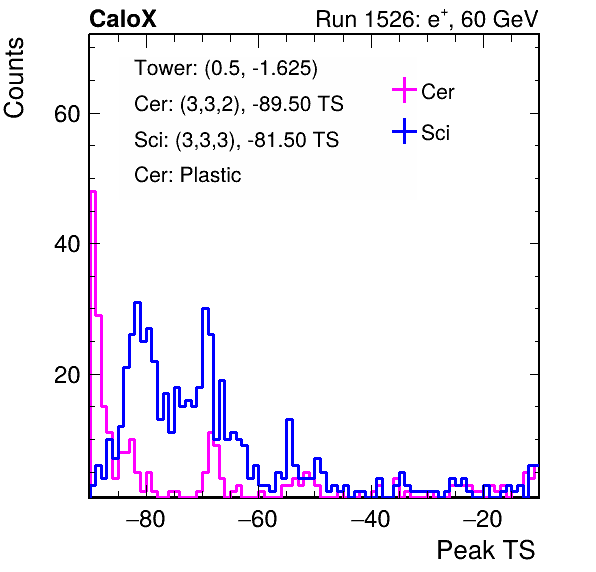 CaloX Run 1526: e⁺, 60 GeV
Counts
Tower: (0.5, -1.625)
Cer: (3,3,2), -89.50 TS
Sci: (3,3,3), -81.50 TS
Cer: Plastic
Cer
Sci
60
40
20
−80 −60 −40 −20
Peak TS